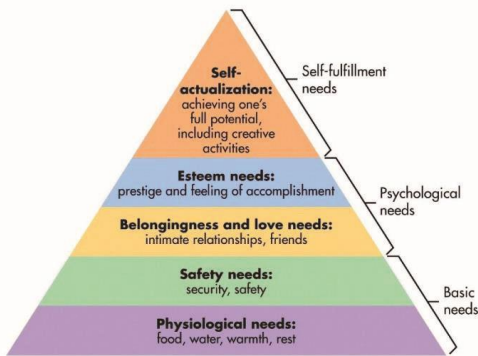 Self-
actualization:
achieving one's
full potential,
including creative
activities
Self-fulfillment
needs
Esteem needs:
prestige and feeling of accomplishment
Psychological
needs
Belongingness and love needs:
intimate relationships, friends
Safety needs:
security, safety
Basic
needs
Physiological needs:
food, water, warmth, rest